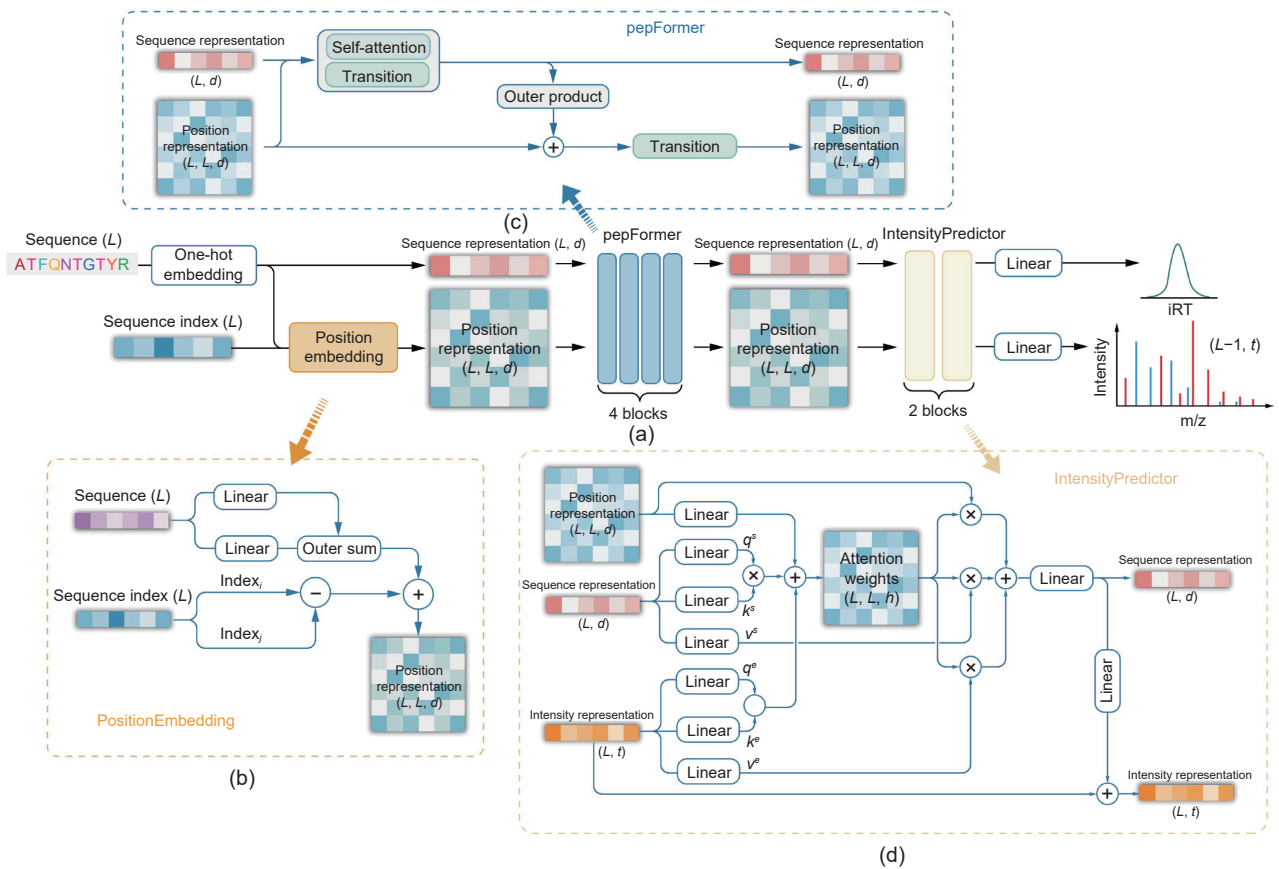 pepFormer
Sequence representation
(L, d)
Position
representation
(L, L, d)
Self-attention
Transition
Outer product
+
Transition
Sequence representation
(L, d)
Position
representation
(L, L, d)
(c)
Sequence (L)
ATFQNTGTYR
One-hot
embedding
Sequence index (L)
Position
embedding
Sequence representation (L, d)
Position
representation
(L, L, d)
pepFormer
4 blocks
Sequence representation (L, d)
Position
representation
(L, L, d)
IntensityPredictor
2 blocks
Linear
Linear
iRT
Intensity
(L−1, t)
m/z
(a)
Sequence (L)
Linear
Linear
Outer sum
Sequence index (L)
Index_i
Index_j
−
+
Position
representation
(L, L, d)
PositionEmbedding
(b)
IntensityPredictor
Position
representation
(L, L, d)
Linear
Sequence representation
(L, d)
Linear
q^s
Linear
k^s
Linear
v^s
×
+
Intensity representation
(L, t)
Linear
q^e
Linear
k^e
Linear
v^e
Attention
weights
(L, L, h)
×
×
×
+
Linear
Sequence representation
(L, d)
Linear
+
Intensity representation
(L, t)
(d)